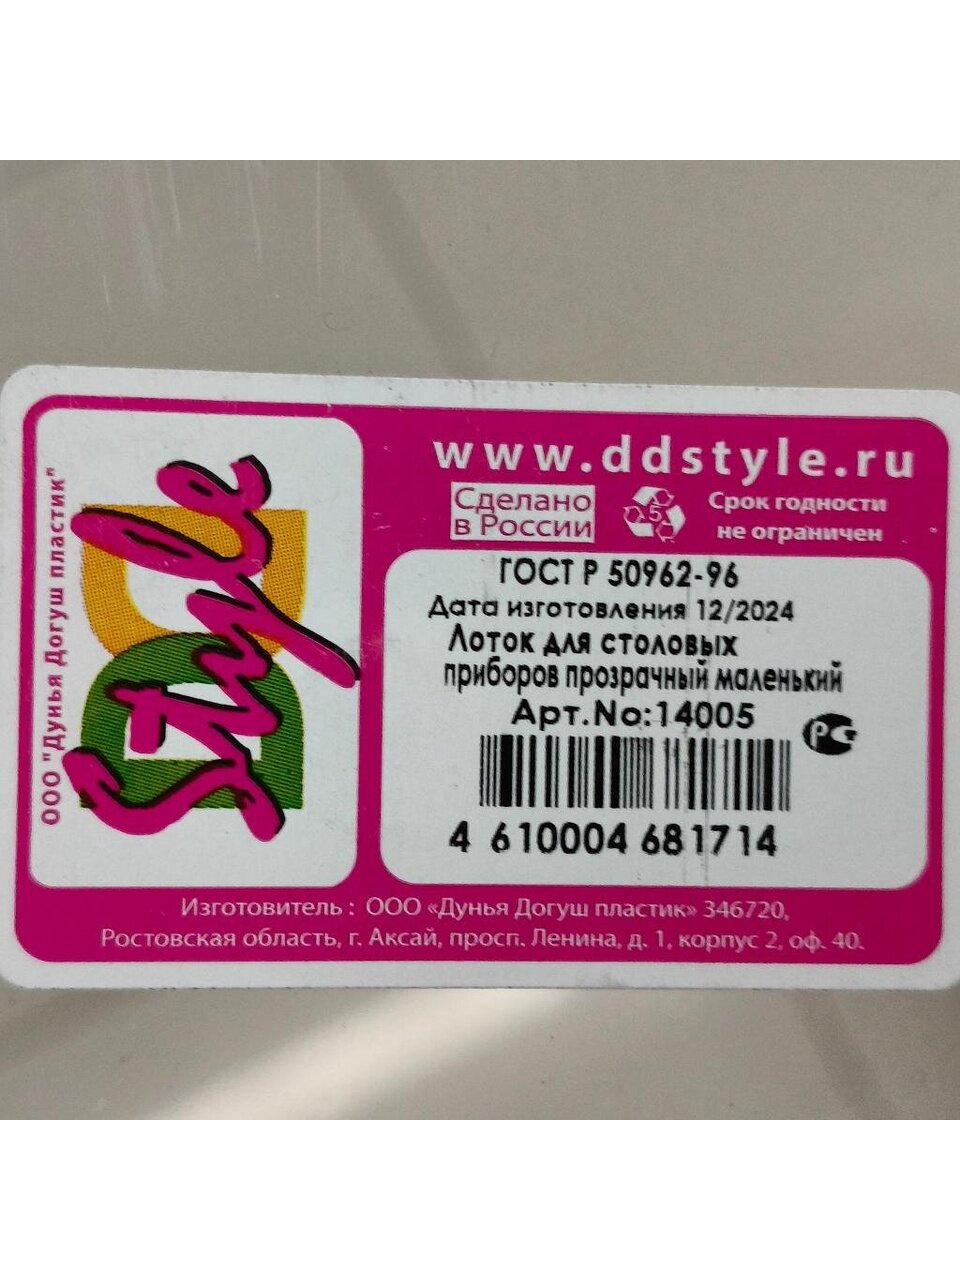 ООО "Дунья Догуш пластик"
Style
www.ddstyle.ru
Сделано
в России
5
Срок годности
не ограничен
ГОСТ Р 50962-96
Дата изготовления 12/2024
Лоток для столовых
приборов прозрачный маленький
Арт.No:14005
РС
4 610004 681714
Изготовитель : ООО «Дунья Догуш пластик» 346720,
Ростовская область, г. Аксай, просп. Ленина, д. 1, корпус 2, оф. 40.